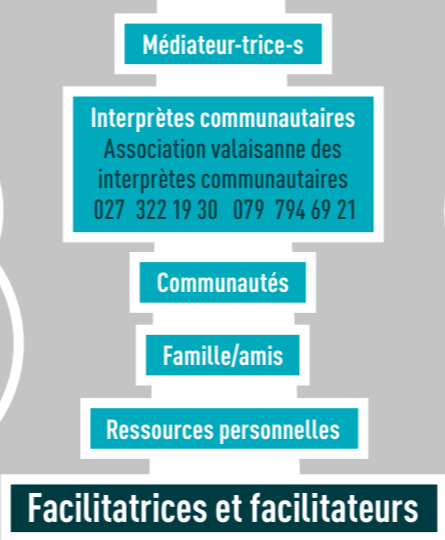 Médiateur-trice-s
Interprètes communautaires
Association valaisanne des
interprètes communautaires
027 322 19 30 079 794 69 21
Communautés
Famille/amis
Ressources personnelles
Facilitatrices et facilitateurs